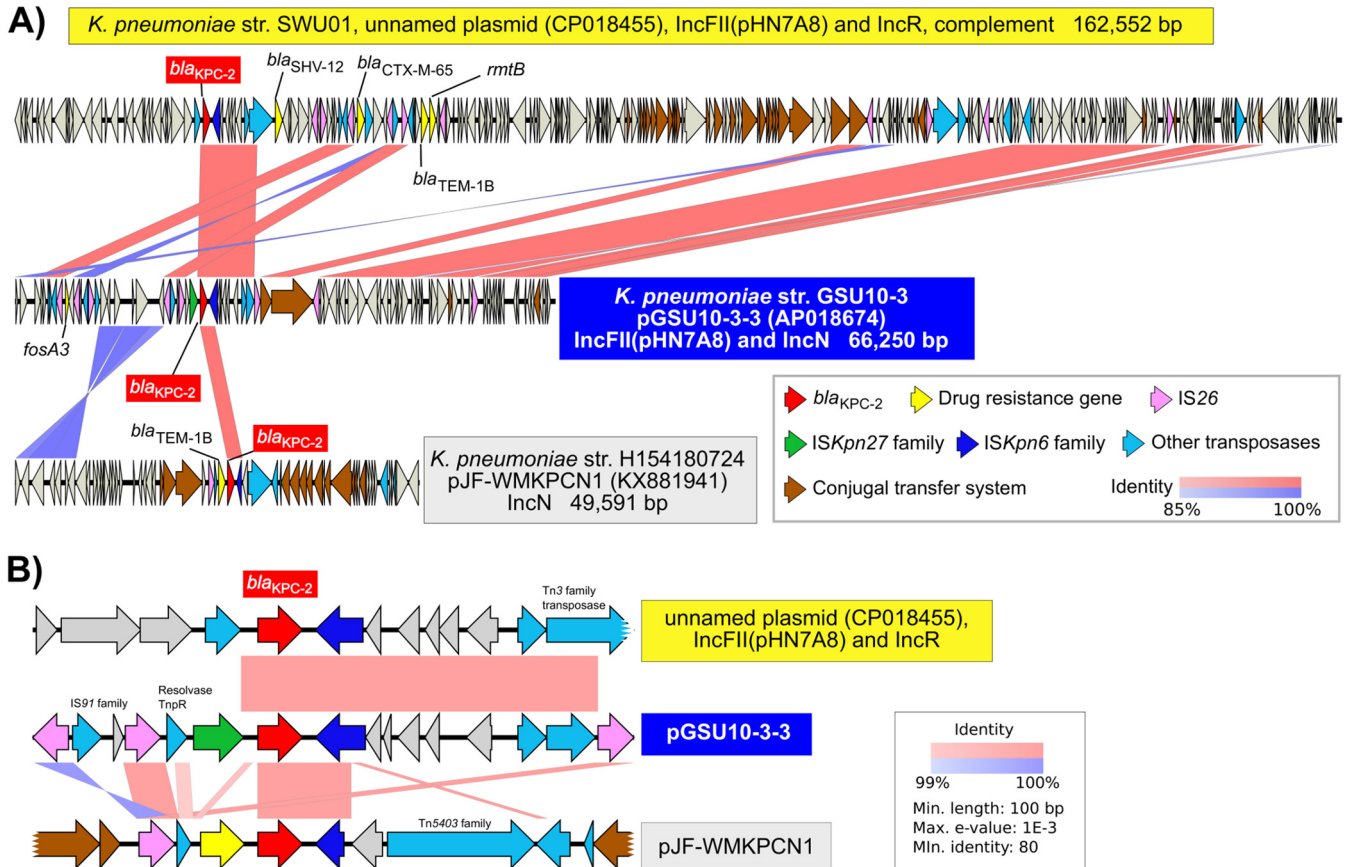 A)
K. pneumoniae str. SWU01, unnamed plasmid (CP018455), IncFII(pHN7A8) and IncR, complement 162,552 bp
blaKPC-2
blaSHV-12
blaCTX-M-65
rmtB
blaTEM-1B
fosA3
blaKPC-2
K. pneumoniae str. GSU10-3
pGSU10-3-3 (AP018674)
IncFII(pHN7A8) and IncN 66,250 bp
blaTEM-1B
blaKPC-2
K. pneumoniae str. H154180724
pJF-WMKPCN1 (KX881941)
IncN 49,591 bp
blaKPC-2
Drug resistance gene
IS26
ISKpn27 family
ISKpn6 family
Other transposases
Conjugal transfer system
Identity
85%
100%
B)
blaKPC-2
Tn3 family
transposase
unnamed plasmid (CP018455),
IncFII(pHN7A8) and IncR
IS91 family
Resolvase
TnpR
pGSU10-3-3
Tn5403 family
pJF-WMKPCN1
Identity
99%
100%
Min. length: 100 bp
Max. e-value: 1E-3
MIn. identity: 80